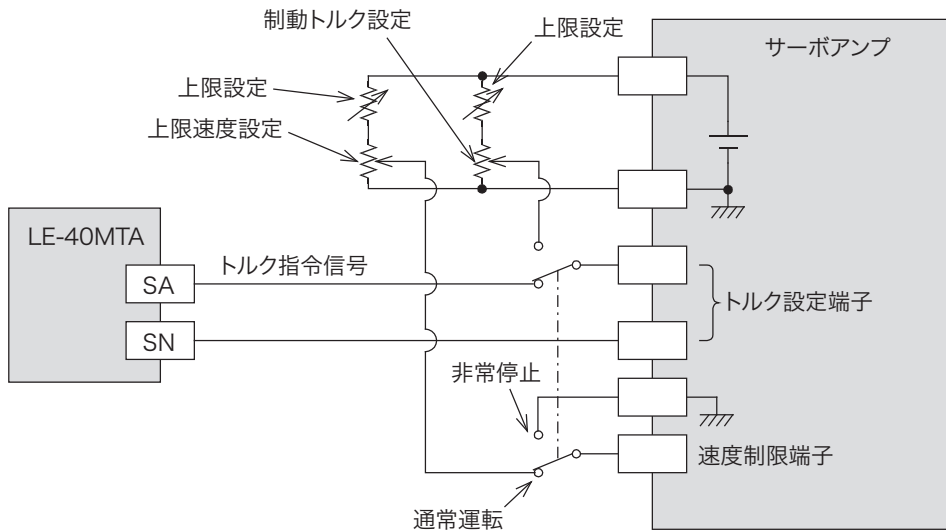 制動トルク設定
上限設定
サーボアンプ
上限設定
上限速度設定
LE-40MTA
SA
トルク指令信号
トルク設定端子
SN
非常停止
速度制限端子
通常運転